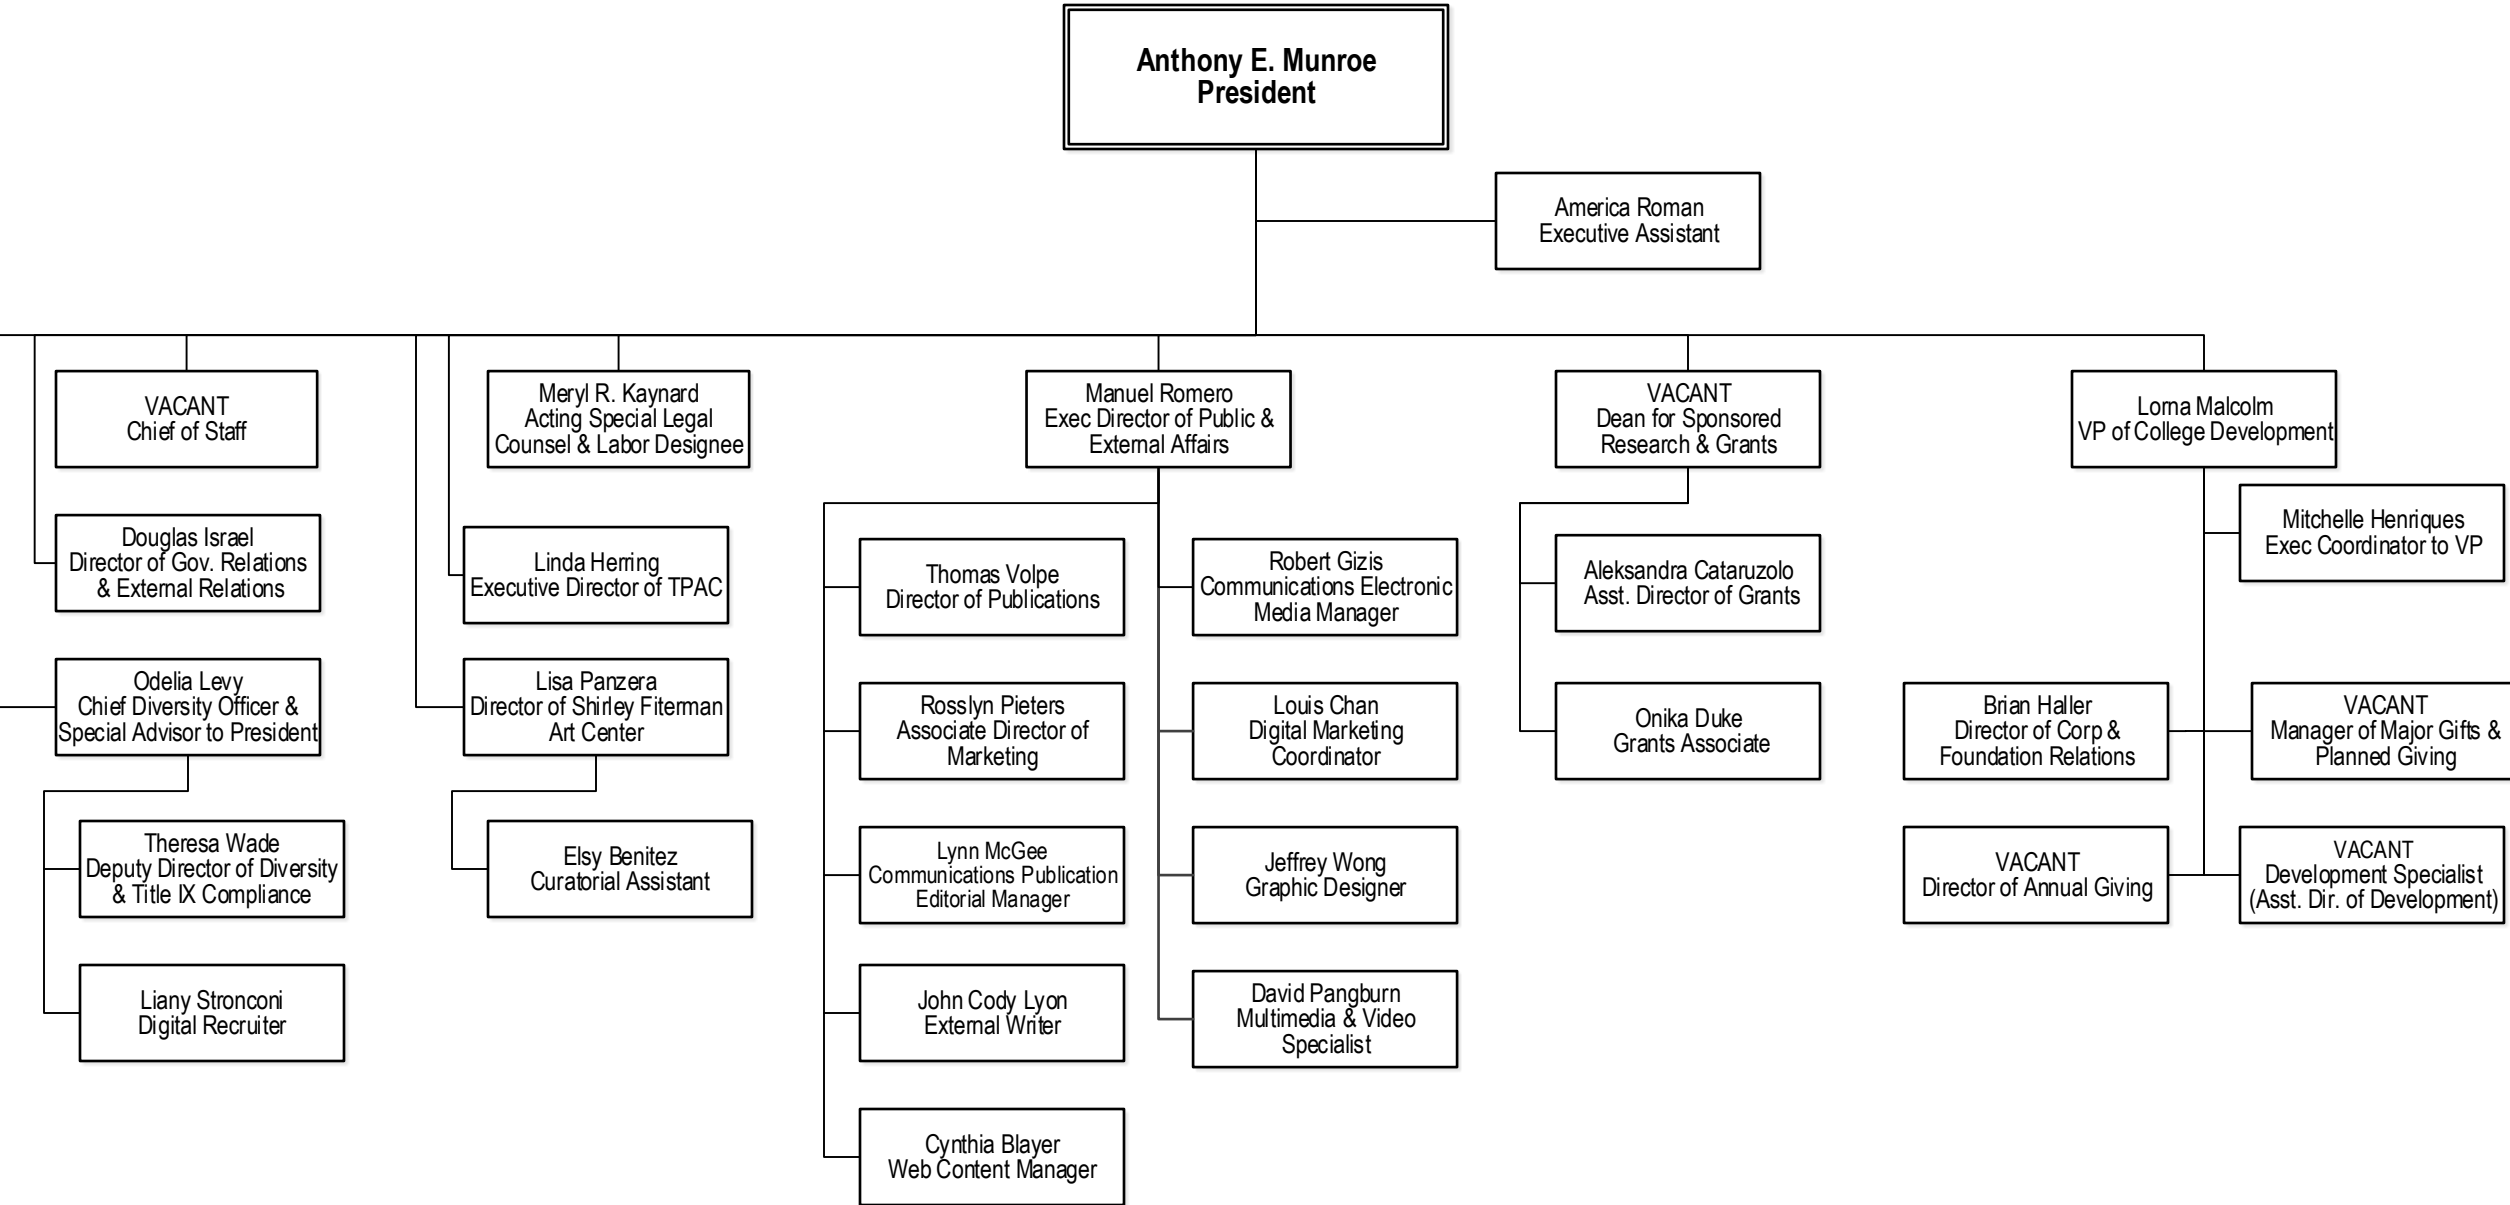 Anthony E. Munroe
President
America Roman
Executive Assistant
VACANT
Chief of Staff
Meryl R. Kaynard
Acting Special Legal
Counsel & Labor Designee
Manuel Romero
Exec Director of Public &
External Affairs
VACANT
Dean for Sponsored
Research & Grants
Lorna Malcolm
VP of College Development
Douglas Israel
Director of Gov. Relations
& External Relations
Odelia Levy
Chief Diversity Officer &
Special Advisor to President
Theresa Wade
Deputy Director of Diversity
& Title IX Compliance
Liany Stronconi
Digital Recruiter
Linda Herring
Executive Director of TPAC
Lisa Panzera
Director of Shirley Fiterman
Art Center
Elsy Benitez
Curatorial Assistant
Thomas Volpe
Director of Publications
Rosslyn Pieters
Associate Director of
Marketing
Lynn McGee
Communications Publication
Editorial Manager
John Cody Lyon
External Writer
Cynthia Blayer
Web Content Manager
Robert Gizis
Communications Electronic
Media Manager
Louis Chan
Digital Marketing
Coordinator
Jeffrey Wong
Graphic Designer
David Pangburn
Multimedia & Video
Specialist
Aleksandra Cataruzolo
Asst. Director of Grants
Onika Duke
Grants Associate
Mitchelle Henriques
Exec Coordinator to VP
Brian Haller
Director of Corp &
Foundation Relations
VACANT
Manager of Major Gifts &
Planned Giving
VACANT
Director of Annual Giving
VACANT
Development Specialist
(Asst. Dir. of Development)